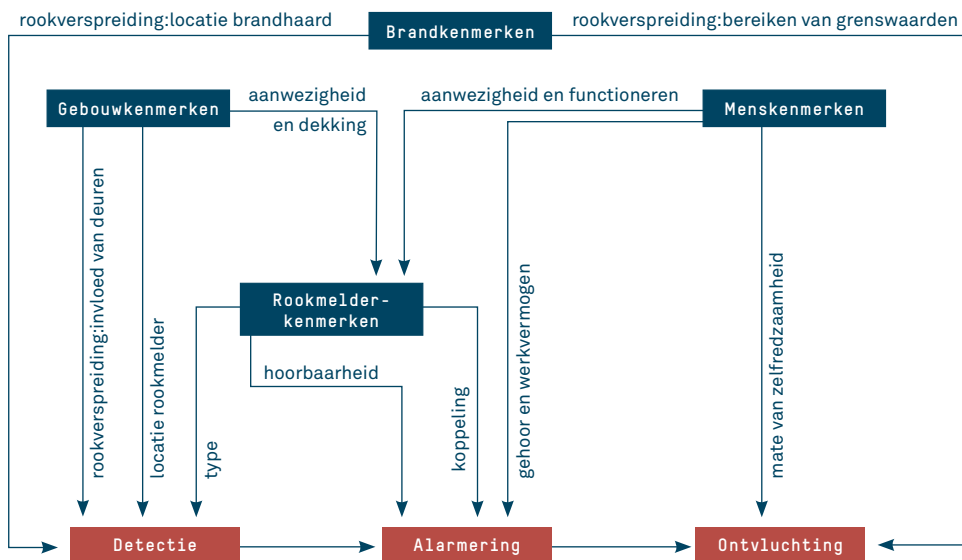 rookverspreiding:locatie brandhaard
Brandkenmerken
rookverspreiding:bereiken van grenswaarden
Gebouwkenmerken
aanwezigheid
en dekking
aanwezigheid en functioneren
Menskenmerken
rookverspreiding:invloed van deuren
locatie rookmelder
type
Rookmelder-
kenmerken
hoorbaarheid
koppeling
gehoor en werkvermogen
mate van zelfredzaamheid
Detectie
Alarmering
Ontvluchting